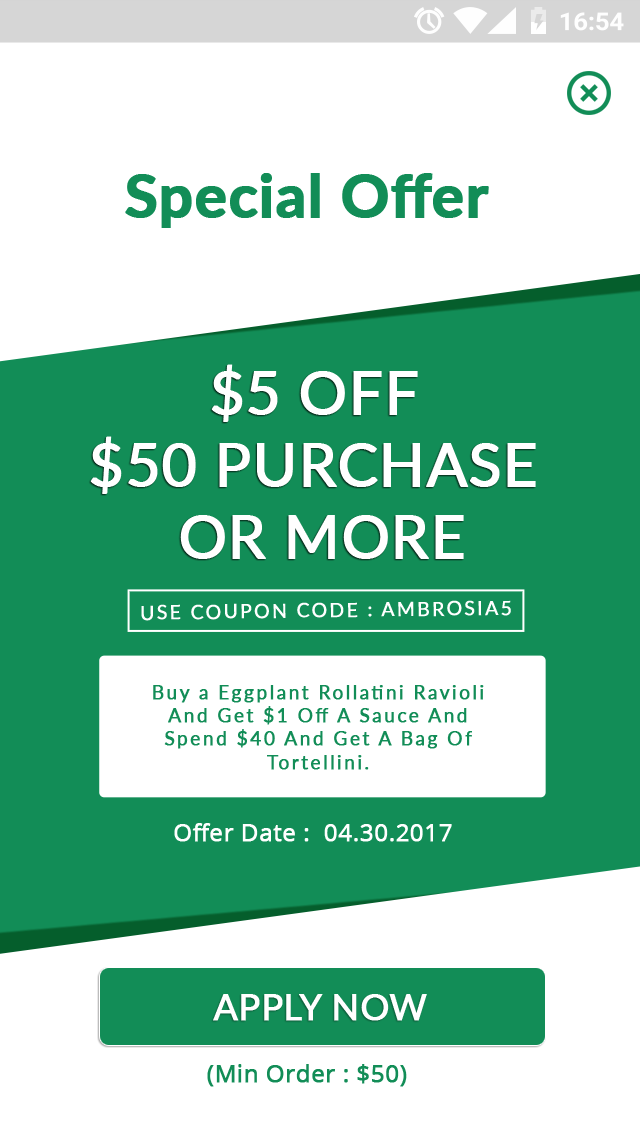 16:54
Special Offer
$5 OFF
$50 PURCHASE
OR MORE
USE COUPON CODE : AMBROSIA5
Buy a Eggplant Rollatini Ravioli
And Get $1 Off A Sauce And
Spend $40 And Get A Bag Of
Tortellini.
Offer Date : 04.30.2017
APPLY NOW
(Min Order : $50)